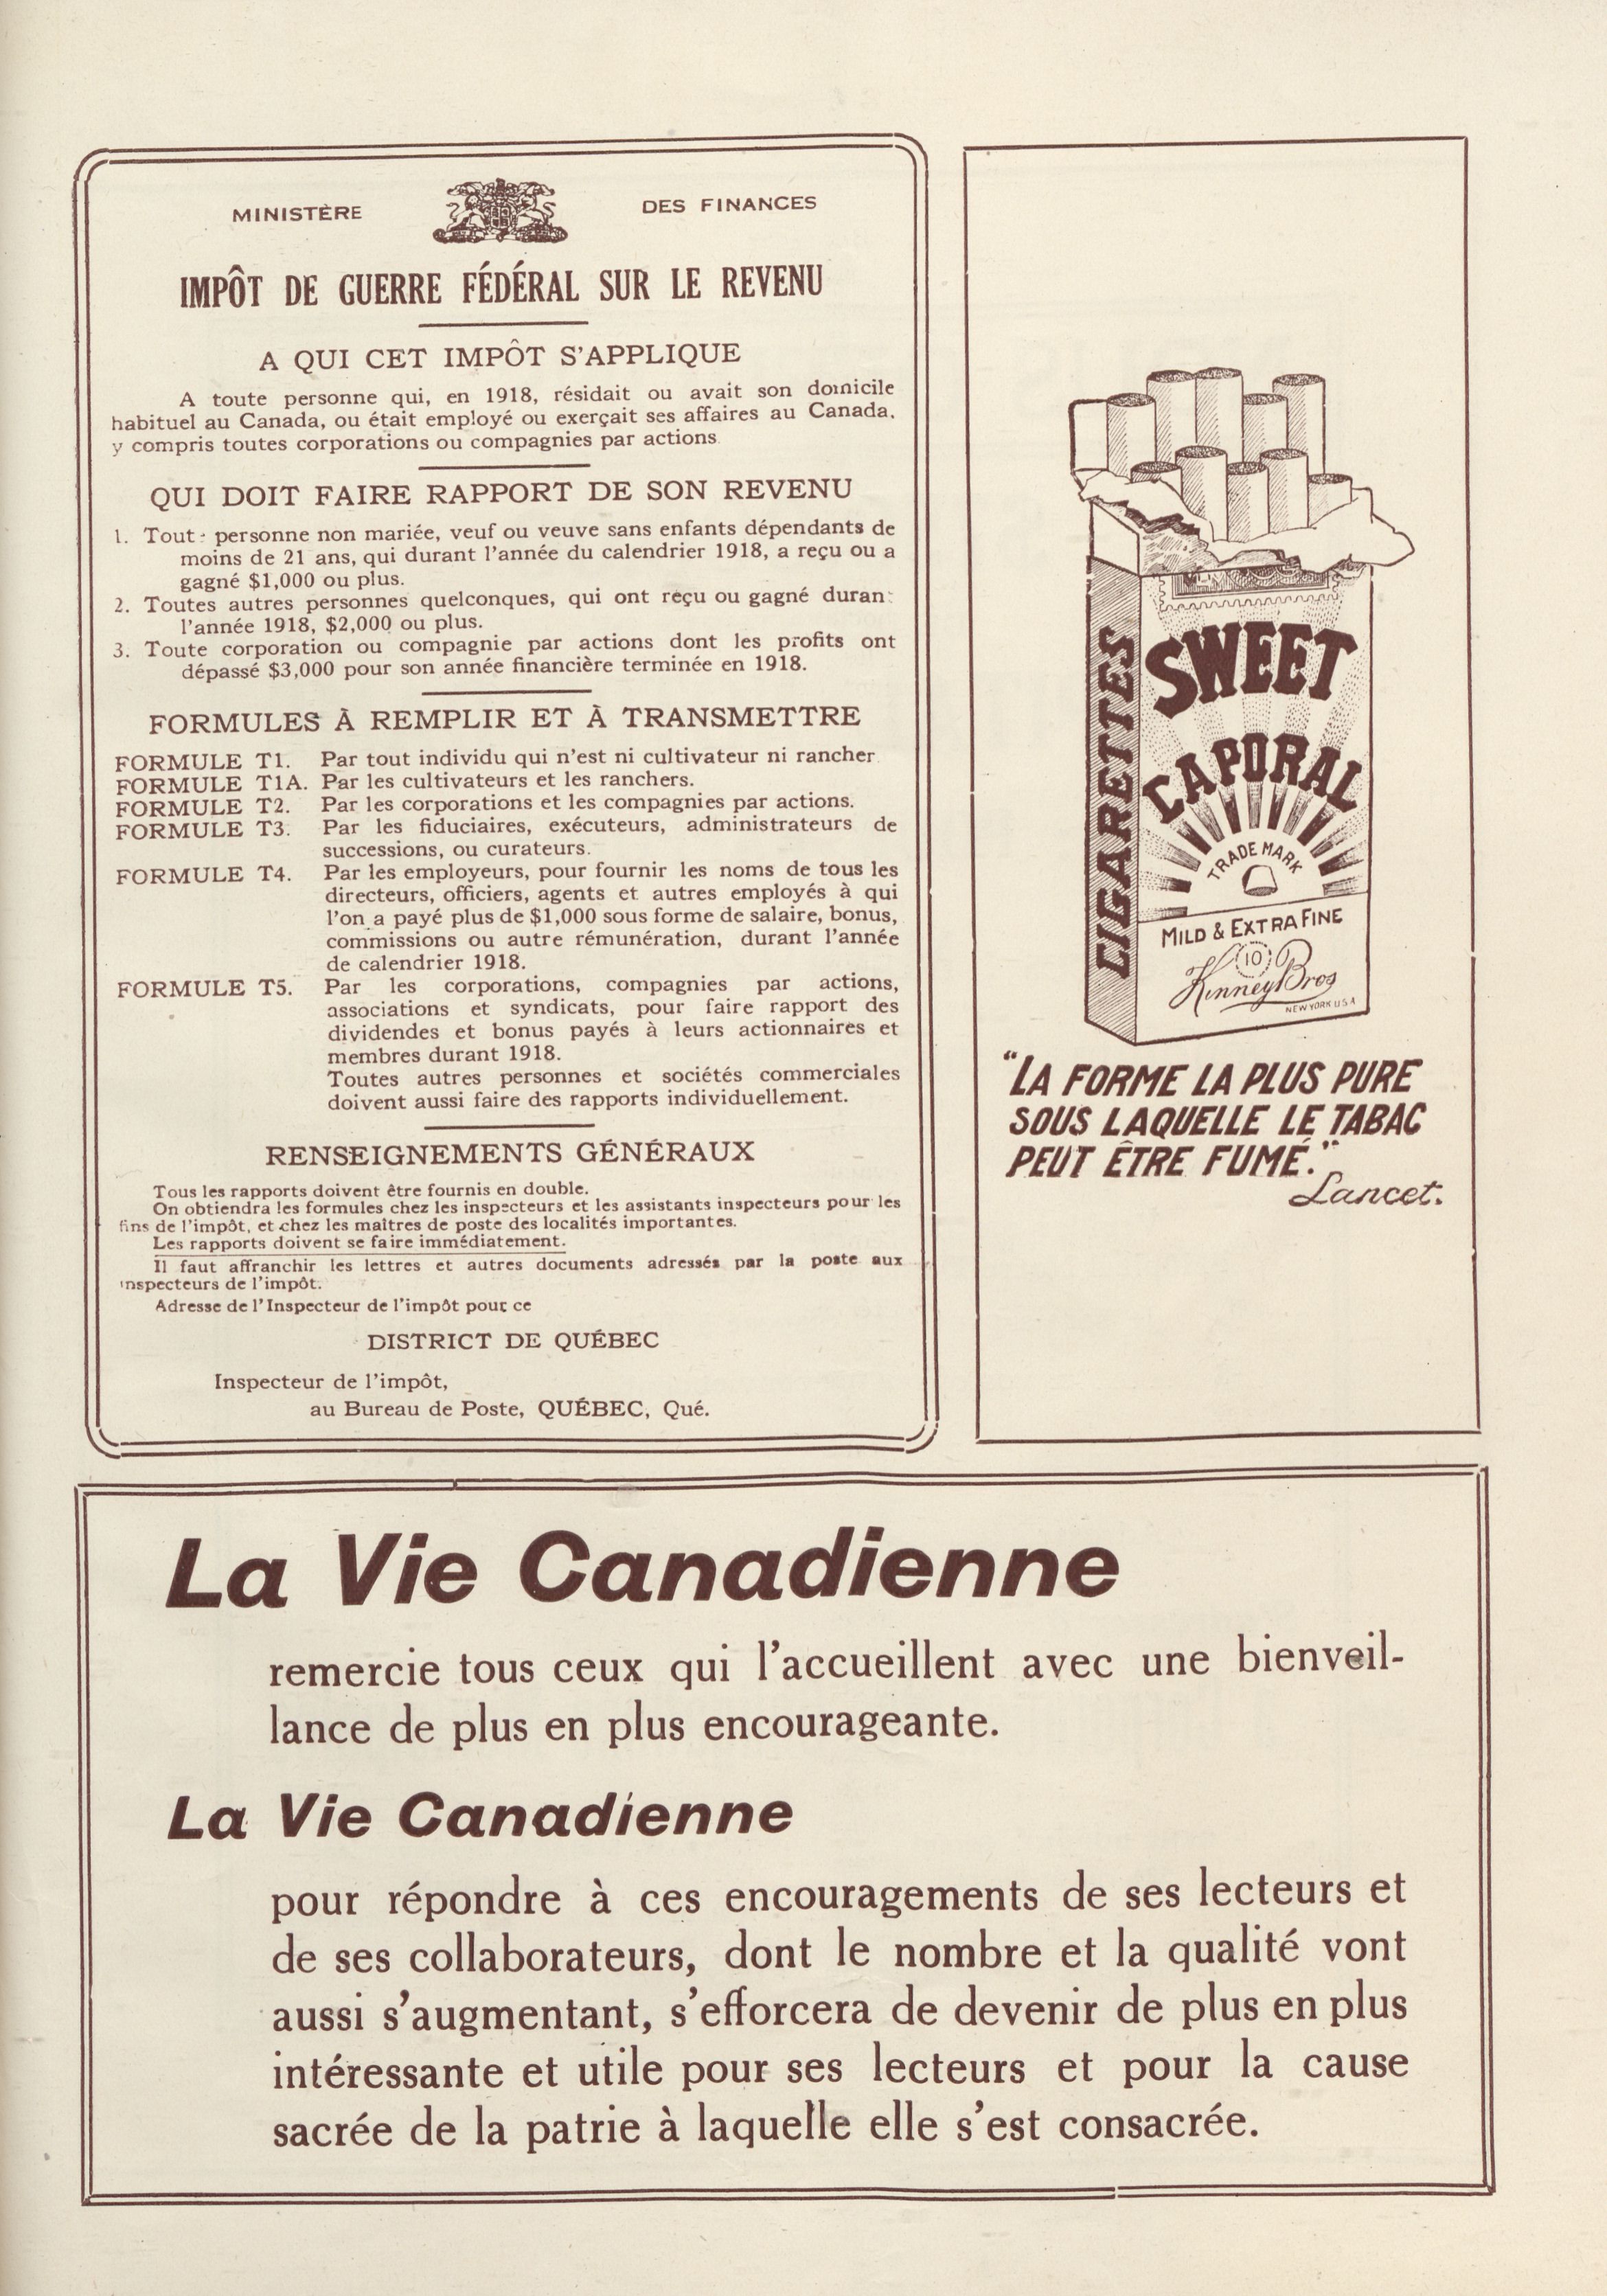 MINISTÈRE DES FINANCES
IMPÔT DE GUERRE FÉDÉRAL SUR LE REVENU
A QUI CET IMPÔT S'APPLIQUE
A toute personne qui, en 1918, résidait ou avait son domicile
habituel au Canada, ou était employé ou exerçait ses affaires au Canada,
y compris toutes corporations ou compagnies par actions
QUI DOIT FAIRE RAPPORT DE SON REVENU
1. Toute personne non mariée, veuf ou veuve sans enfants dépendants de
moins de 21 ans, qui durant l'année du calendrier 1918, a reçu ou a
gagné $1,000 ou plus.
2. Toutes autres personnes quelconques, qui ont reçu ou gagné durant
l'année 1918, $2,000 ou plus.
3. Toute corporation ou compagnie par actions dont les profits ont
dépassé $3,000 pour son année financière terminée en 1918.
FORMULES À REMPLIR ET À TRANSMETTRE
FORMULE T1. Par tout individu qui n'est ni cultivateur ni rancher
FORMULE T1A. Par les cultivateurs et les ranchers.
FORMULE T2. Par les corporations et les compagnies par actions.
FORMULE T3. Par les fiduciaires, exécuteurs, administrateurs de
successions, ou curateurs.
FORMULE T4. Par les employeurs, pour fournir les noms de tous les
directeurs, officiers, agents et autres employés à qui
l'on a payé plus de $1,000 sous forme de salaire, bonus,
commissions ou autre rémunération, durant l'année
de calendrier 1918.
FORMULE T5. Par les corporations, compagnies par actions,
associations et syndicats, pour faire rapport des
dividendes et bonus payés à leurs actionnaires et
membres durant 1918.
Toutes autres personnes et sociétés commerciales
doivent aussi faire des rapports individuellement.
RENSEIGNEMENTS GÉNÉRAUX
Tous les rapports doivent être fournis en double.
On obtiendra les formules chez les inspecteurs et les assistants inspecteurs pour les
fins de l'impôt, et chez les maîtres de poste des localités importantes.
Les rapports doivent se faire immédiatement.
Il faut affranchir les lettres et autres documents adressés par la poste aux
inspecteurs de l'impôt.
Adresse de l'Inspecteur de l'impôt pour ce
DISTRICT DE QUÉBEC
Inspecteur de l'impôt,
au Bureau de Poste, QUÉBEC, Qué.
CIGARETTES
SWEET
CAPORAL
TRADE MARK
MILD & EXTRA FINE
10
Kinney Bros
NEW YORK USA
"LA FORME LA PLUS PURE
SOUS LAQUELLE LE TABAC
PEUT ÊTRE FUMÉ."
Lancet.
La Vie Canadienne
remercie tous ceux qui l'accueillent avec une bienveil-
lance de plus en plus encourageante.
La Vie Canadienne
pour répondre à ces encouragements de ses lecteurs et
de ses collaborateurs, dont le nombre et la qualité vont
aussi s'augmentant, s'efforcera de devenir de plus en plus
intéressante et utile pour ses lecteurs et pour la cause
sacrée de la patrie à laquelle elle s'est consacrée.